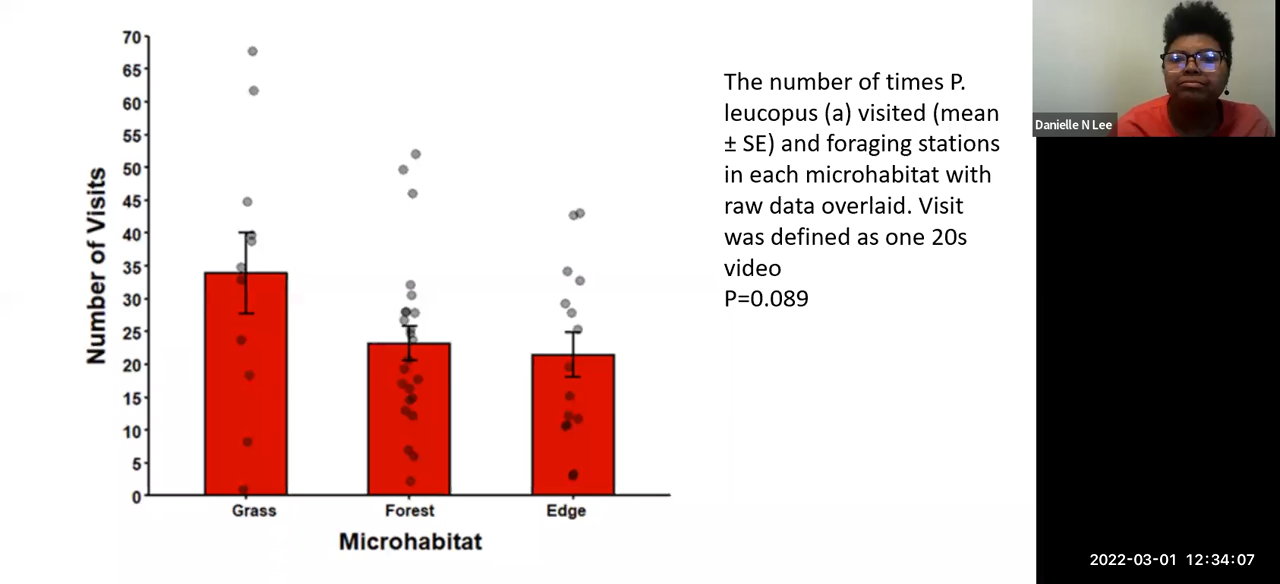 70
65
60
55
50
45
40
35
30
25
20
15
10
5
0
Number of Visits
Grass
Forest
Edge
Microhabitat
The number of times P.
leucopus (a) visited (mean
± SE) and foraging stations
in each microhabitat with
raw data overlaid. Visit
was defined as one 20s
video
P=0.089
Danielle N Lee
2022-03-01 12:34:07